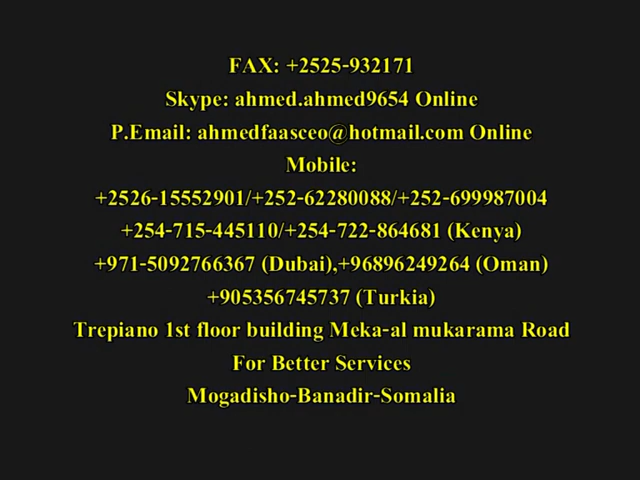 FAX: +2525-932171
Skype: ahmed.ahmed9654 Online
P.Email: ahmedfaasceo@hotmail.com Online
Mobile:
+2526-15552901/+252-62280088/+252-699987004
+254-715-445110/+254-722-864681 (Kenya)
+971-5092766367 (Dubai),+96896249264 (Oman)
+905356745737 (Turkia)
Trepiano 1st floor building Meka-al mukarama Road
For Better Services
Mogadisho-Banadir-Somalia